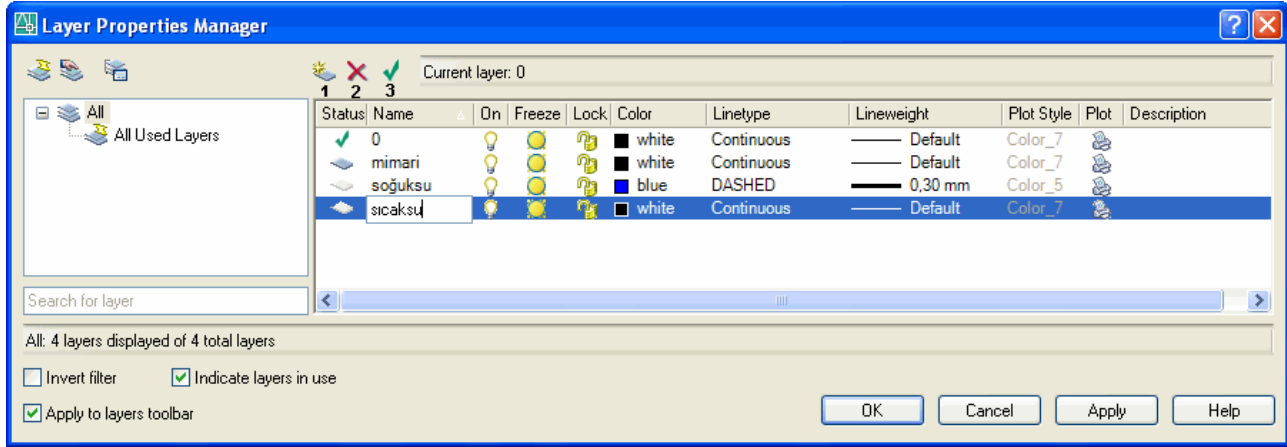 Layer Properties Manager
Current layer: 0
1 2 3
All
All Used Layers
Status Name On Freeze Lock Color Linetype Lineweight Plot Style Plot Description
0 white Continuous Default Color_7
mimari white Continuous Default Color_7
soğuksu blue DASHED 0,30 mm Color_5
sıcaksu white Continuous Default Color_7
Search for layer
All: 4 layers displayed of 4 total layers
Invert filter Indicate layers in use
Apply to layers toolbar
OK Cancel Apply Help